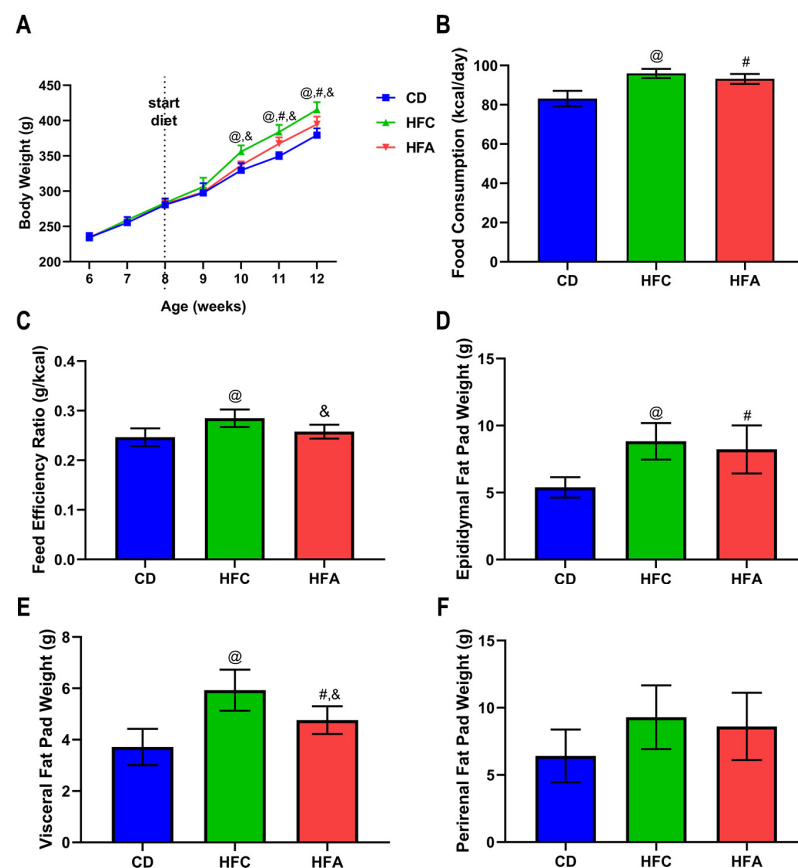 A
Body Weight (g)
450
400
350
300
250
200
start
diet
@,&
@,#,&
@,#,&
6 7 8 9 10 11 12
Age (weeks)
CD
HFC
HFA
B
Food Consumption (kcal/day)
100
80
60
40
20
0
@
#
CD HFC HFA
C
Feed Efficiency Ratio (g/kcal)
0.4
0.3
0.2
0.1
0.0
@
&
CD HFC HFA
D
Epididymal Fat Pad Weight (g)
15
10
5
0
@
#
CD HFC HFA
E
Visceral Fat Pad Weight (g)
8
6
4
2
0
@
#,&
CD HFC HFA
F
Perirenal Fat Pad Weight (g)
15
10
5
0
CD HFC HFA